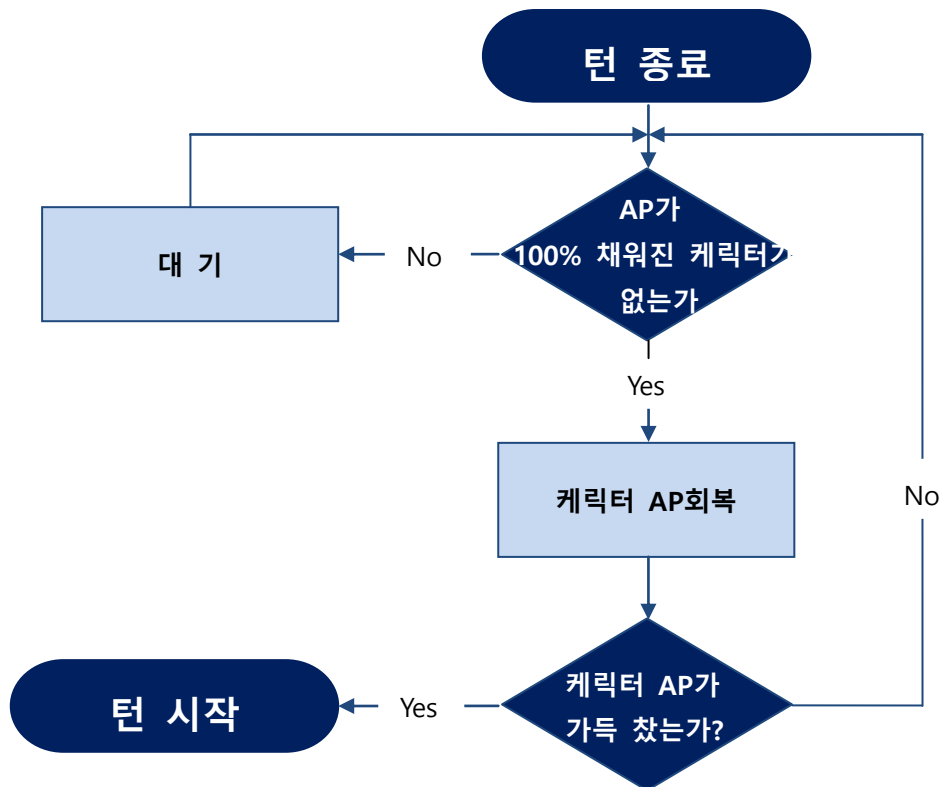 턴 종료
AP가
100% 채워진 케릭터가
없는가
No
대 기
Yes
케릭터 AP회복
No
케릭터 AP가
가득 찼는가?
Yes
턴 시작